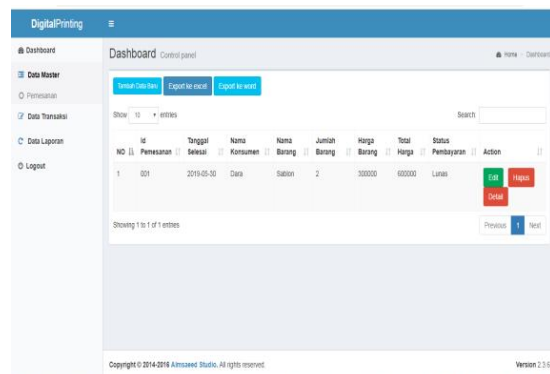 DigitalPrinting
Dashboard
Dashboard Control panel
Home Dashboard
Data Master
Pemesanan
Data Transaksi
Data Laporan
Logout
Tambah Data Baru Export ke excel Export ke word
Show 10 entries Search:
NO Id Pemesanan Tanggal Selesai Nama Konsumen Nama Barang Jumlah Barang Harga Barang Total Harga Status Pembayaran Action
1 001 2019-05-30 Dara Sablon 2 300000 600000 Lunas Edit Hapus
Detail
Showing 1 to 1 of 1 entries Previous 1 Next
Copyright © 2014-2016 Almsaeed Studio. All rights reserved. Version 2.3.6